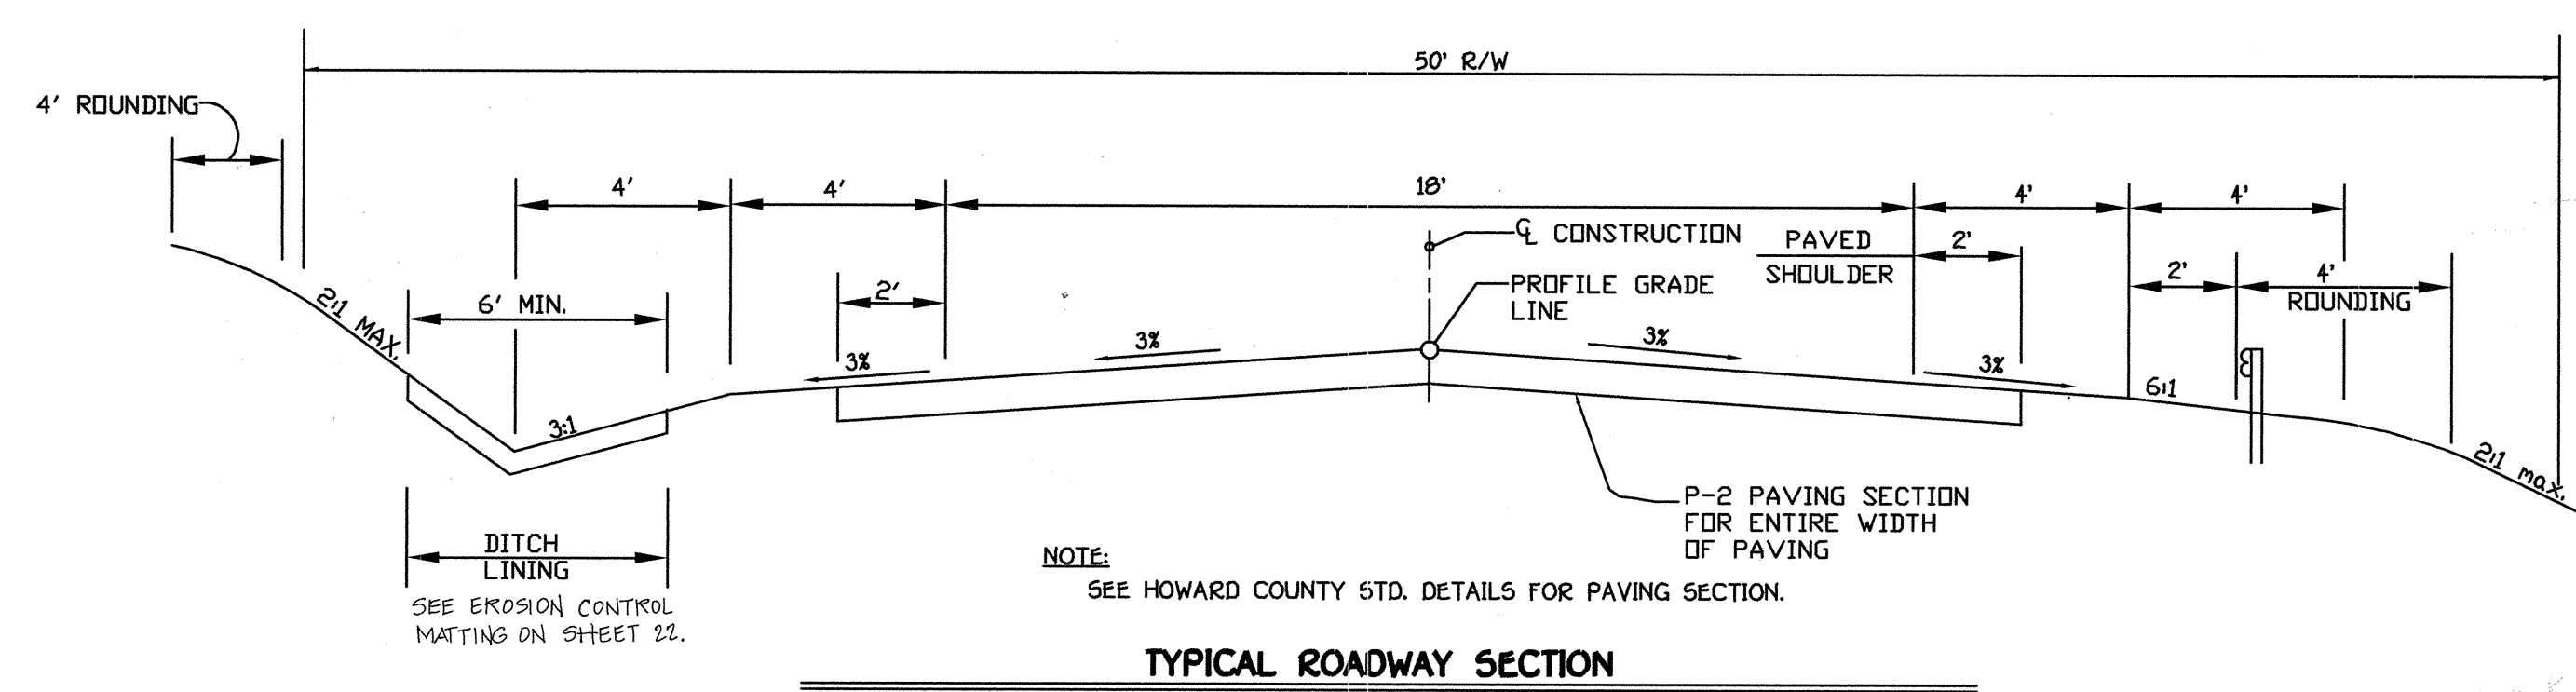 50' R/W
4' ROUNDING
4'
4'
18'
4'
4'
℄ CONSTRUCTION
PAVED
SHOULDER
2'
2'
4'
ROUNDING
PROFILE GRADE
LINE
2:1 MAX.
6' MIN.
2'
3%
3%
3%
3%
6:1
3:1
2:1 max.
P-2 PAVING SECTION
FOR ENTIRE WIDTH
OF PAVING
DITCH
LINING
SEE EROSION CONTROL
MATTING ON SHEET 22.
NOTE:
SEE HOWARD COUNTY STD. DETAILS FOR PAVING SECTION.
TYPICAL ROADWAY SECTION